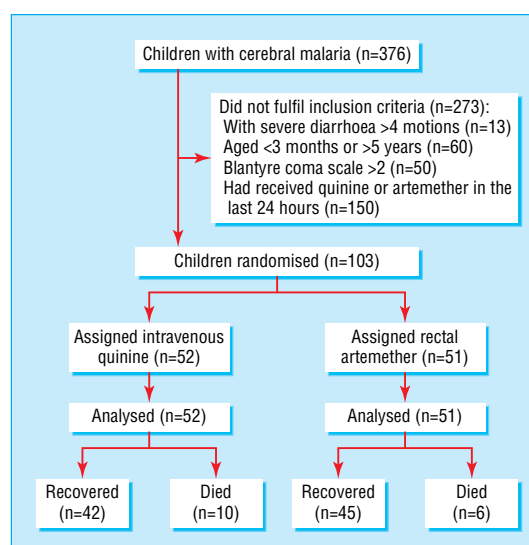 Children with cerebral malaria (n=376)
Did not fulfil inclusion criteria (n=273):
With severe diarrhoea >4 motions (n=13)
Aged <3 months or >5 years (n=60)
Blantyre coma scale >2 (n=50)
Had received quinine or artemether in the
last 24 hours (n=150)
Children randomised (n=103)
Assigned intravenous
quinine (n=52)
Assigned rectal
artemether (n=51)
Analysed (n=52)
Analysed (n=51)
Recovered
(n=42)
Died
(n=10)
Recovered
(n=45)
Died
(n=6)